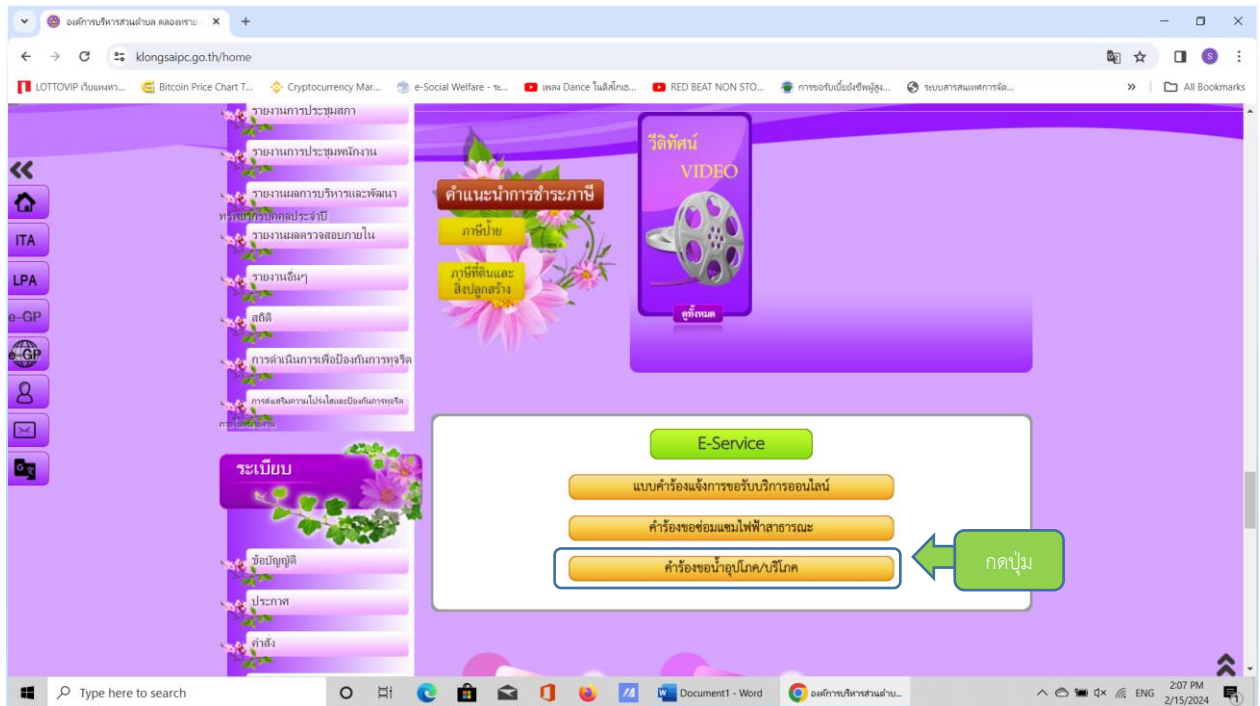 องค์การบริหารส่วนตำบล คลองทราย
klongsaipc.go.th/home
S
LOTTOVIP เว็บแทงหว...
Bitcoin Price Chart T...
Cryptocurrency Mar...
e-Social Welfare - ระ...
เพลง Dance ในดิสโก้เธ...
RED BEAT NON STO...
การขอรับเบี้ยยังชีพผู้สูง...
ระบบสารสนเทศการจัด...
All Bookmarks
รายงานการประชุมสภา
รายงานการประชุมพนักงาน
รายงานผลการบริหารและพัฒนา
ทรัพยากรบุคคลประจำปี
รายงานผลตรวจสอบภายใน
รายงานอื่นๆ
สถิติ
การดำเนินการเพื่อป้องกันการทุจริต
การส่งเสริมความโปร่งใสและป้องกันการทุจริต
ภายในหน่วยงาน
ITA
LPA
e-GP
e-GP
คำแนะนำการชำระภาษี
ภาษีป้าย
ภาษีที่ดินและ
สิ่งปลูกสร้าง
วีดิทัศน์
VIDEO
ดูทั้งหมด
ระเบียบ
ข้อบัญญัติ
ประกาศ
คำสั่ง
E-Service
แบบคำร้องแจ้งการขอรับบริการออนไลน์
คำร้องขอซ่อมแซมไฟฟ้าสาธารณะ
คำร้องขอน้ำอุปโภค/บริโภค
กดปุ่ม
Type here to search
Document1 - Word
องค์การบริหารส่วนตำบ...
ENG
2:07 PM
2/15/2024